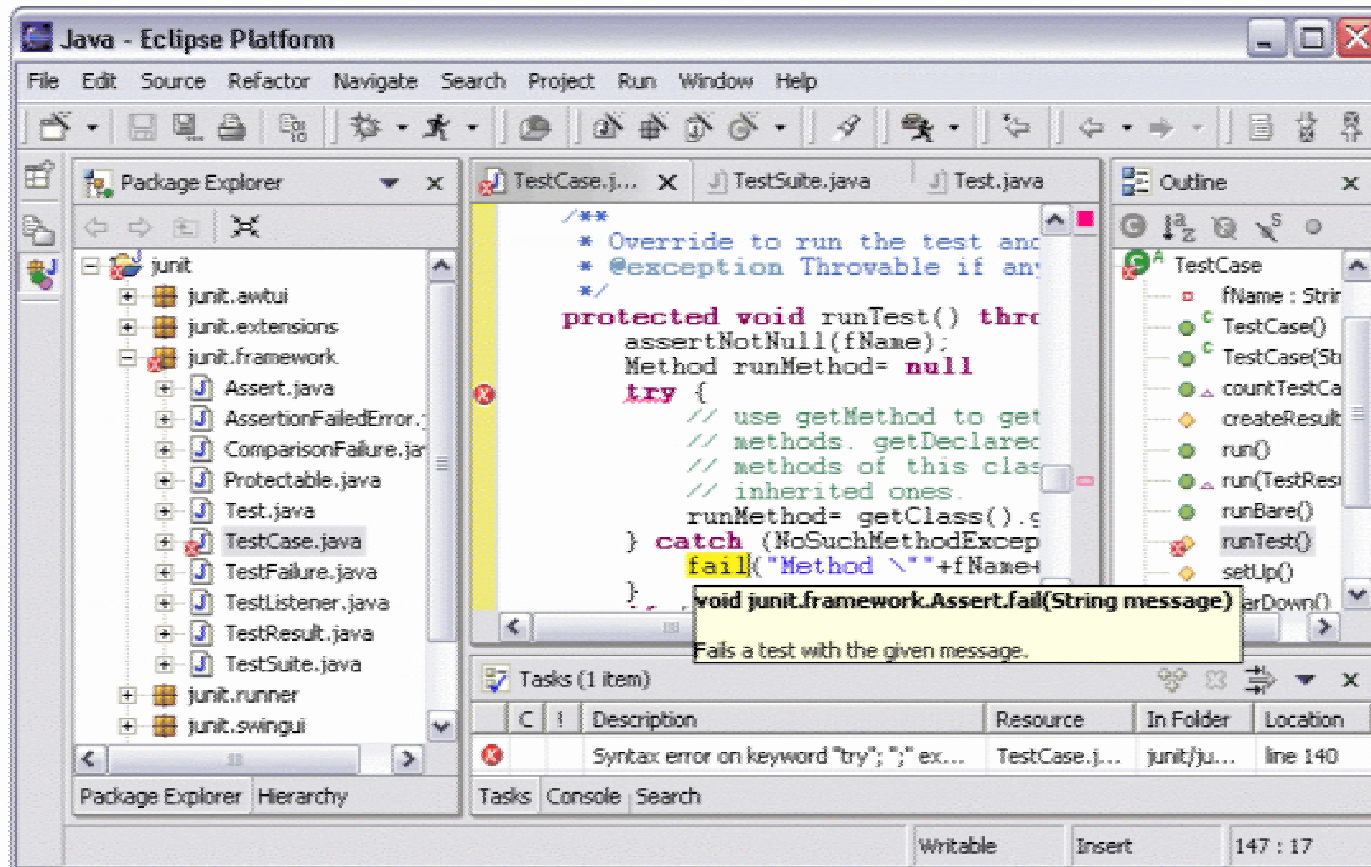 Java - Eclipse Platform
File Edit Source Refactor Navigate Search Project Run Window Help
Package Explorer
junit
junit.awtui
junit.extensions
junit.framework
Assert.java
AssertionFailedError.
ComparisonFailure.jar
Protectable.java
Test.java
TestCase.java
TestFailure.java
TestListener.java
TestResult.java
TestSuite.java
junit.runner
junit.swingui
Package Explorer Hierarchy
TestCase.j... TestSuite.java Test.java
/**
* Override to run the test and
* @exception Throwable if any
*/
protected void runTest() thro
assertNotNull(fName);
Method runMethod= null
try {
// use getMethod to get
// methods. getDeclared
// methods of this clas
// inherited ones.
runMethod= getClass().g
} catch (NoSuchMethodExcep
fail("Method \""+fName+
}
void junit.framework.Assert.fail(String message)
Fails a test with the given message.
Outline
TestCase
fName : Strin
TestCase()
TestCase(Str
countTestCa
createResult
run()
run(TestResu
runBare()
runTest()
setUp()
arDown()
Tasks (1 item)
C ! Description Resource In Folder Location
Syntax error on keyword "try"; ";" ex... TestCase.j... junit/ju... line 140
Tasks Console Search
Writable Insert 147 : 17